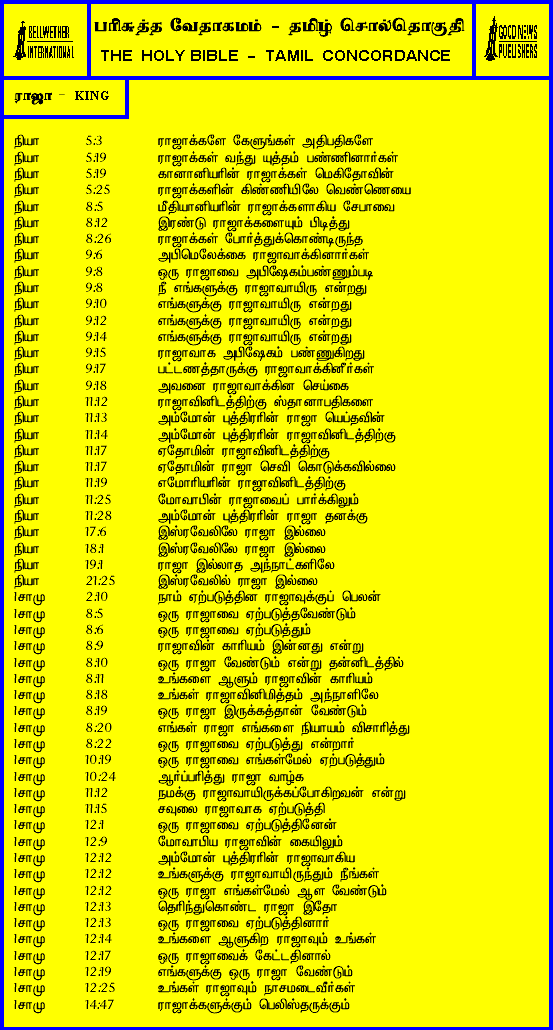 BELLWETHER
INTERNATIONAL
பரிசுத்த வேதாகமம் - தமிழ் சொல்தொகுதி
THE HOLY BIBLE - TAMIL CONCORDANCE
GOOD NEWS
PUBLISHERS
ராஜா - KING
நியா 5:3 ராஜாக்களே கேளுங்கள் அதிபதிகளே
நியா 5:19 ராஜாக்கள் வந்து யுத்தம் பண்ணினார்கள்
நியா 5:19 கானானியரின் ராஜாக்கள் மெகிதோவின்
நியா 5:25 ராஜாக்களின் கிண்ணியிலே வெண்ணெயை
நியா 8:5 மீதியானியரின் ராஜாக்களாகிய சேபாவை
நியா 8:12 இரண்டு ராஜாக்களையும் பிடித்து
நியா 8:26 ராஜாக்கள் போர்த்துக்கொண்டிருந்த
நியா 9:6 அபிமெலேக்கை ராஜாவாக்கினார்கள்
நியா 9:8 ஒரு ராஜாவை அபிஷேகம்பண்ணும்படி
நியா 9:8 நீ எங்களுக்கு ராஜாவாயிரு என்றது
நியா 9:10 எங்களுக்கு ராஜாவாயிரு என்றது
நியா 9:12 எங்களுக்கு ராஜாவாயிரு என்றது
நியா 9:14 எங்களுக்கு ராஜாவாயிரு என்றது
நியா 9:15 ராஜாவாக அபிஷேகம் பண்ணுகிறது
நியா 9:17 பட்டணத்தாருக்கு ராஜாவாக்கினீர்கள்
நியா 9:18 அவனை ராஜாவாக்கின செய்கை
நியா 11:12 ராஜாவினிடத்திற்கு ஸ்தானாபதிகளை
நியா 11:13 அம்மோன் புத்திரரின் ராஜா யெப்தவின்
நியா 11:14 அம்மோன் புத்திரரின் ராஜாவினிடத்திற்கு
நியா 11:17 ஏதோமின் ராஜாவினிடத்திற்கு
நியா 11:17 ஏதோமின் ராஜா செவி கொடுக்கவில்லை
நியா 11:19 எமோரியரின் ராஜாவினிடத்திற்கு
நியா 11:25 மோவாபின் ராஜாவைப் பார்க்கிலும்
நியா 11:28 அம்மோன் புத்திரரின் ராஜா தனக்கு
நியா 17:6 இஸ்ரவேலிலே ராஜா இல்லை
நியா 18:1 இஸ்ரவேலிலே ராஜா இல்லை
நியா 19:1 ராஜா இல்லாத அந்நாட்களிலே
நியா 21:25 இஸ்ரவேலில் ராஜா இல்லை
1சாமு 2:10 நாம் ஏற்படுத்தின ராஜாவுக்குப் பெலன்
1சாமு 8:5 ஒரு ராஜாவை ஏற்படுத்தவேண்டும்
1சாமு 8:6 ஒரு ராஜாவை ஏற்படுத்தும்
1சாமு 8:9 ராஜாவின் காரியம் இன்னது என்று
1சாமு 8:10 ஒரு ராஜா வேண்டும் என்று தன்னிடத்தில்
1சாமு 8:11 உங்களை ஆளும் ராஜாவின் காரியம்
1சாமு 8:18 உங்கள் ராஜாவினிமித்தம் அந்நாளிலே
1சாமு 8:19 ஒரு ராஜா இருக்கத்தான் வேண்டும்
1சாமு 8:20 எங்கள் ராஜா எங்களை நியாயம் விசாரித்து
1சாமு 8:22 ஒரு ராஜாவை ஏற்படுத்து என்றார்
1சாமு 10:19 ஒரு ராஜாவை எங்கள்மேல் ஏற்படுத்தும்
1சாமு 10:24 ஆர்ப்பரித்து ராஜா வாழ்க
1சாமு 11:12 நமக்கு ராஜாவாயிருக்கப்போகிறவன் என்று
1சாமு 11:15 சவுலை ராஜாவாக ஏற்படுத்தி
1சாமு 12:1 ஒரு ராஜாவை ஏற்படுத்தினேன்
1சாமு 12:9 மோவாபிய ராஜாவின் கையிலும்
1சாமு 12:12 அம்மோன் புத்திரரின் ராஜாவாகிய
1சாமு 12:12 உங்களுக்கு ராஜாவாயிருந்தும் நீங்கள்
1சாமு 12:12 ஒரு ராஜா எங்கள்மேல் ஆள வேண்டும்
1சாமு 12:13 தெரிந்துகொண்ட ராஜா இதோ
1சாமு 12:13 ஒரு ராஜாவை ஏற்படுத்தினார்
1சாமு 12:14 உங்களை ஆளுகிற ராஜாவும் உங்கள்
1சாமு 12:17 ஒரு ராஜாவைக் கேட்டதினால்
1சாமு 12:19 எங்களுக்கு ஒரு ராஜா வேண்டும்
1சாமு 12:25 உங்கள் ராஜாவும் நாசமடைவீர்கள்
1சாமு 14:47 ராஜாக்களுக்கும் பெலிஸ்தருக்கும்